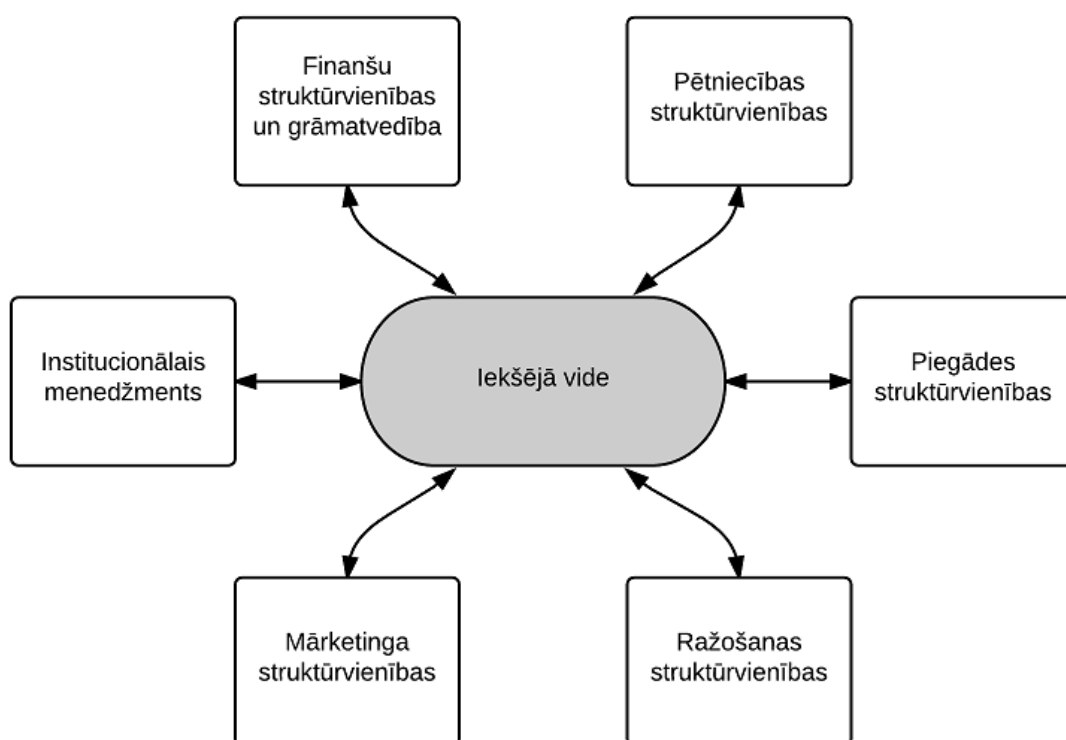 Finanšu
struktūrvienības
un grāmatvedība
Pētniecības
struktūrvienības
Institucionālais
menedžments
Iekšējā vide
Piegādes
struktūrvienības
Mārketinga
struktūrvienības
Ražošanas
struktūrvienības